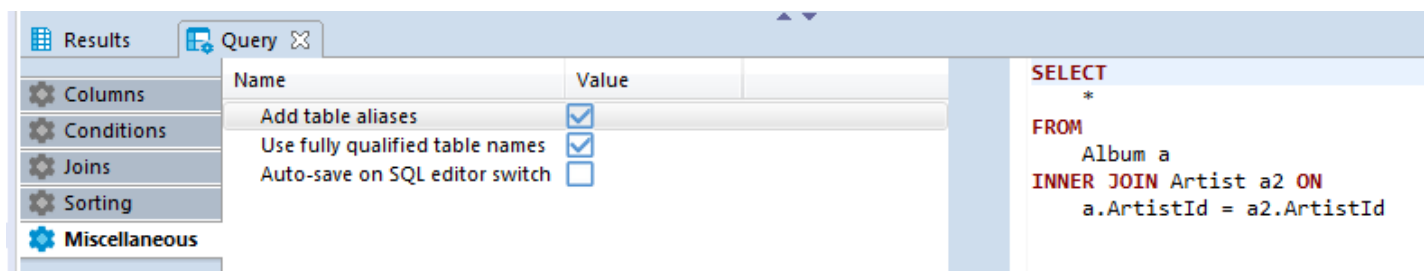 Results Query
Columns
Conditions
Joins
Sorting
Miscellaneous
Name Value
Add table aliases
Use fully qualified table names
Auto-save on SQL editor switch
SELECT
*
FROM
Album a
INNER JOIN Artist a2 ON
a.ArtistId = a2.ArtistId